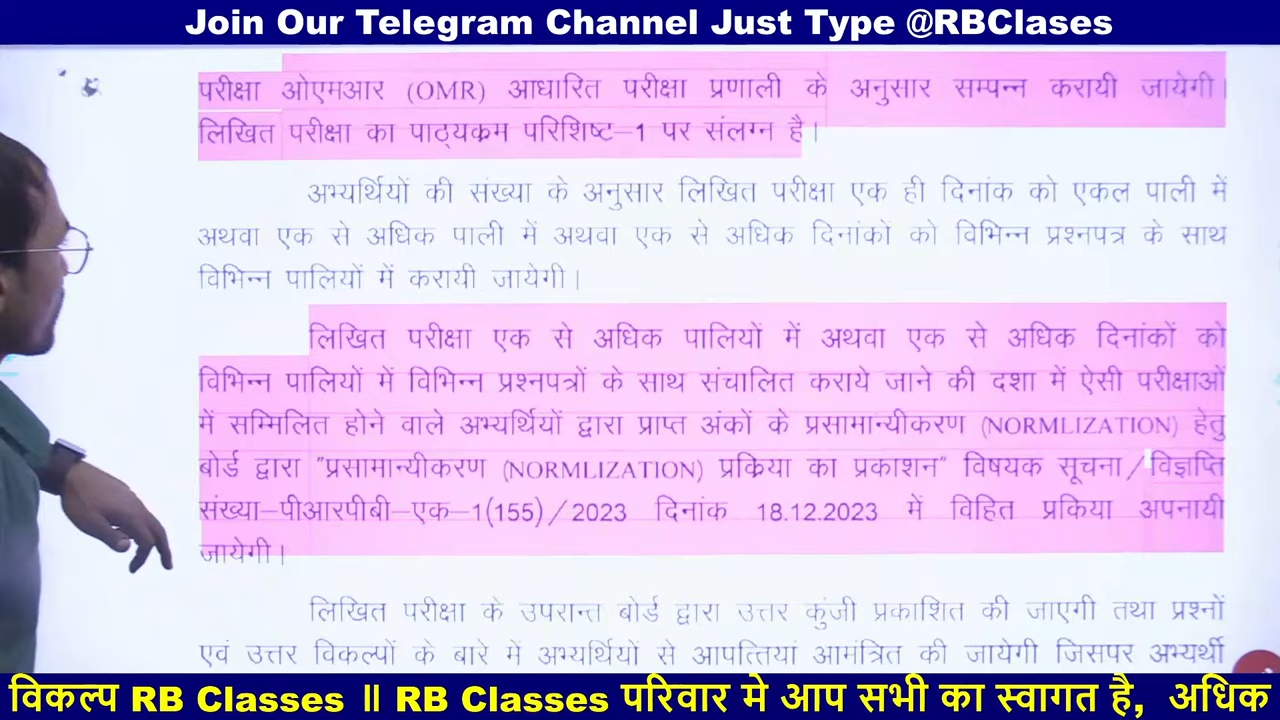 Join Our Telegram Channel Just Type @RBClases
परीक्षा ओएमआर (OMR) आधारित परीक्षा प्रणाली के अनुसार सम्पन्न करायी जायेगी।
लिखित परीक्षा का पाठ्यकम परिशिष्ट–1 पर संलग्न है।
अभ्यर्थियों की संख्या के अनुसार लिखित परीक्षा एक ही दिनांक को एकल पाली में
अथवा एक से अधिक पाली में अथवा एक से अधिक दिनांकों को विभिन्न प्रश्नपत्र के साथ
विभिन्न पालियों में करायी जायेगी।
लिखित परीक्षा एक से अधिक पालियों में अथवा एक से अधिक दिनांकों को
विभिन्न पालियों में विभिन्न प्रश्नपत्रों के साथ संचालित कराये जाने की दशा में ऐसी परीक्षाओं
में सम्मिलित होने वाले अभ्यर्थियों द्वारा प्राप्त अंकों के प्रसामान्यीकरण (NORMLIZATION) हेतु
बोर्ड द्वारा "प्रसामान्यीकरण (NORMLIZATION) प्रकिया का प्रकाशन" विषयक सूचना/विज्ञप्ति
संख्या–पीआरपीबी–एक–1(155)/2023 दिनांक 18.12.2023 में विहित प्रकिया अपनायी
जायेगी।
लिखित परीक्षा के उपरान्त बोर्ड द्वारा उत्तर कुंजी प्रकाशित की जाएगी तथा प्रश्नों
एवं उत्तर विकल्पों के बारे में अभ्यर्थियों से आपत्तियां आमंत्रित की जायेगी जिसपर अभ्यर्थी
विकल्प RB Classes ॥ RB Classes परिवार मे आप सभी का स्वागत है, अधिक